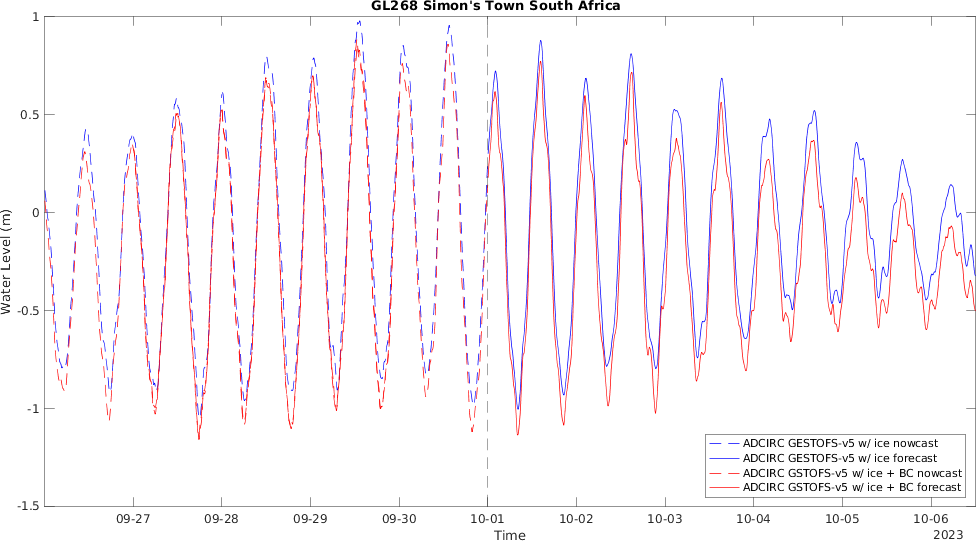 GL268 Simon's Town South Africa
1
0.5
0
-0.5
-1
-1.5
Water Level (m)
ADCIRC GESTOFS-v5 w/ ice nowcast
ADCIRC GESTOFS-v5 w/ ice forecast
ADCIRC GSTOFS-v5 w/ ice + BC nowcast
ADCIRC GSTOFS-v5 w/ ice + BC forecast
09-27 09-28 09-29 09-30 10-01 10-02 10-03 10-04 10-05 10-06
Time
2023